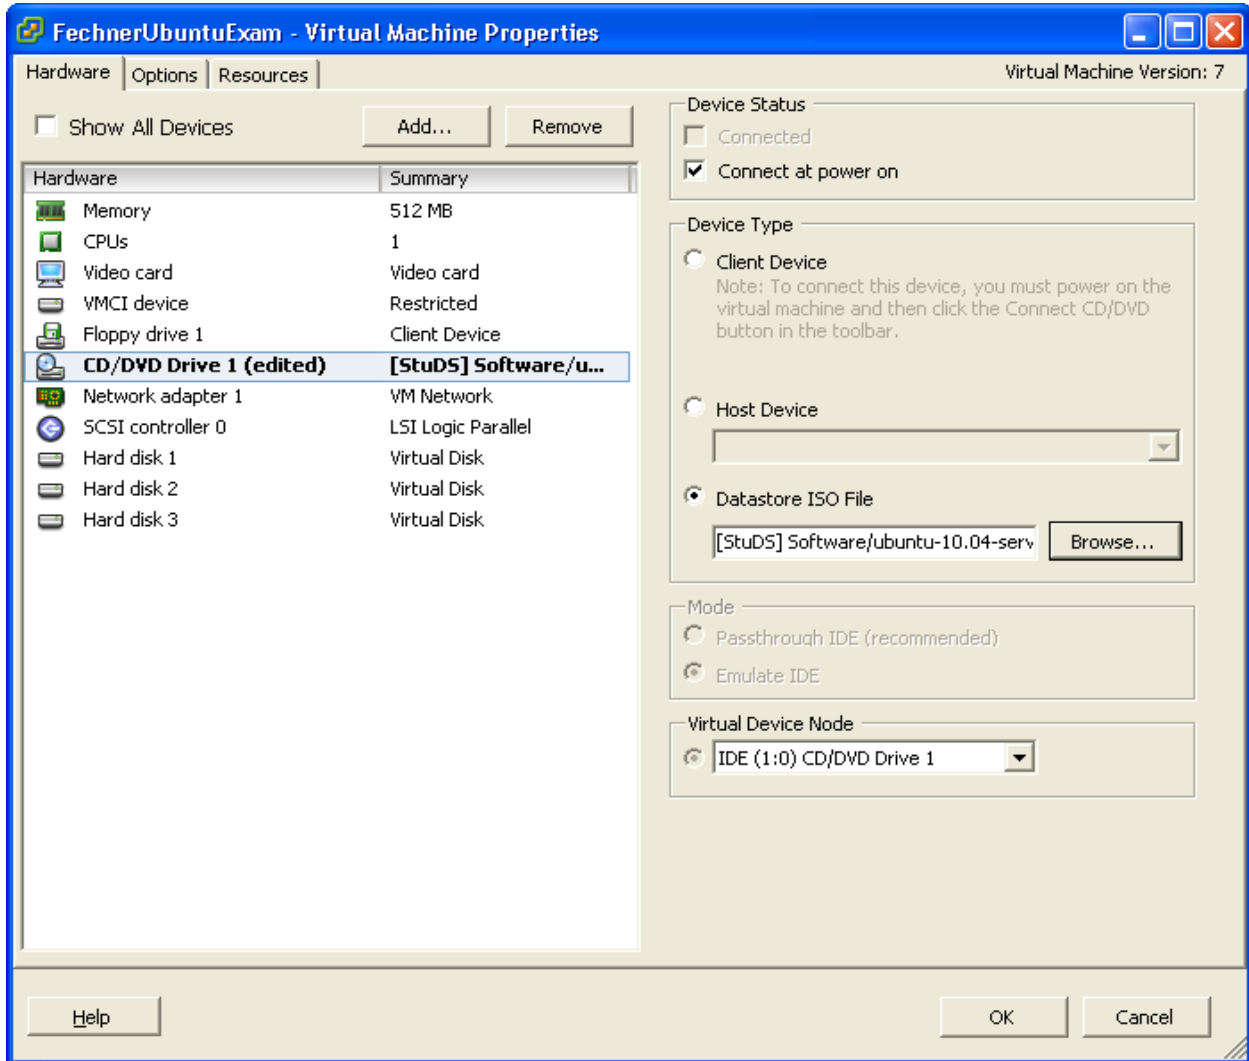 FechnerUbuntuExam - Virtual Machine Properties
Hardware Options Resources
Virtual Machine Version: 7
Show All Devices
Add...
Remove
Hardware Summary
Memory 512 MB
CPUs 1
Video card Video card
VMCI device Restricted
Floppy drive 1 Client Device
CD/DVD Drive 1 (edited) [StuDS] Software/u...
Network adapter 1 VM Network
SCSI controller 0 LSI Logic Parallel
Hard disk 1 Virtual Disk
Hard disk 2 Virtual Disk
Hard disk 3 Virtual Disk
Device Status
Connected
Connect at power on
Device Type
Client Device
Note: To connect this device, you must power on the
virtual machine and then click the Connect CD/DVD
button in the toolbar.
Host Device
Datastore ISO File
[StuDS] Software/ubuntu-10.04-serv
Browse...
Mode
Passthrough IDE (recommended)
Emulate IDE
Virtual Device Node
IDE (1:0) CD/DVD Drive 1
Help
OK
Cancel